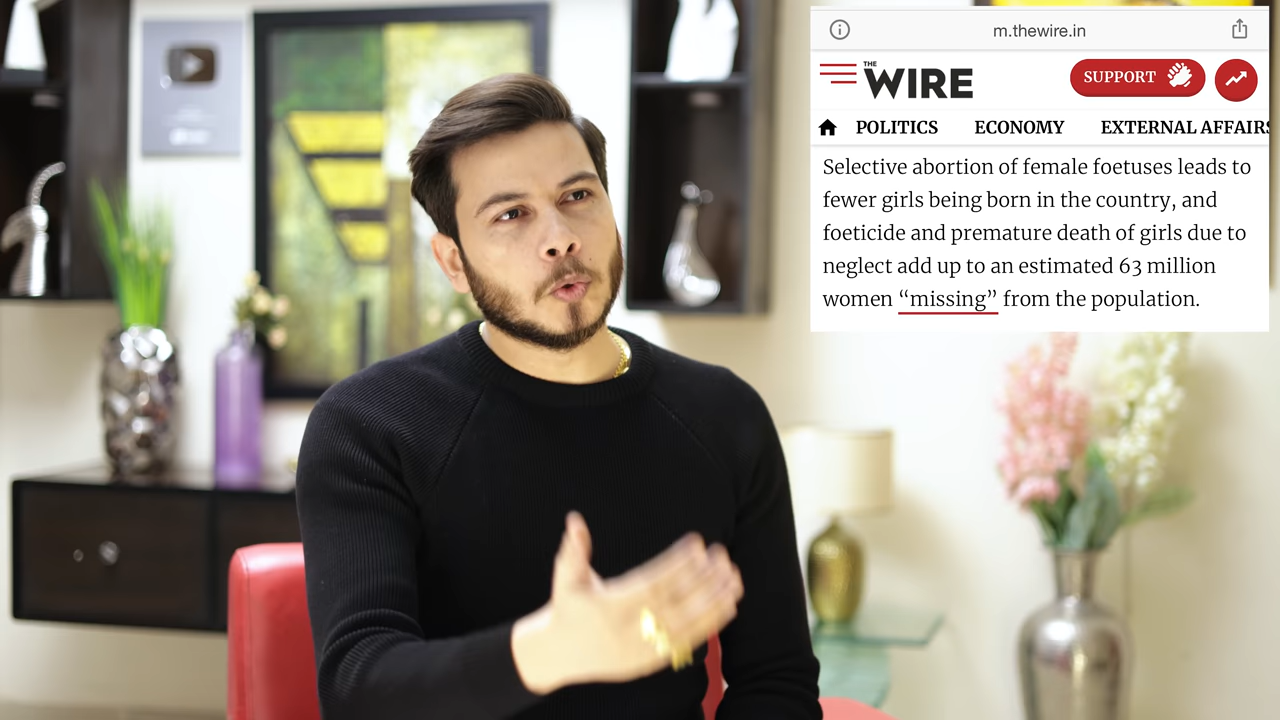 m.thewire.in
THE
WIRE
SUPPORT
POLITICS ECONOMY EXTERNAL AFFAIRS
Selective abortion of female foetuses leads to
fewer girls being born in the country, and
foeticide and premature death of girls due to
neglect add up to an estimated 63 million
women “missing” from the population.